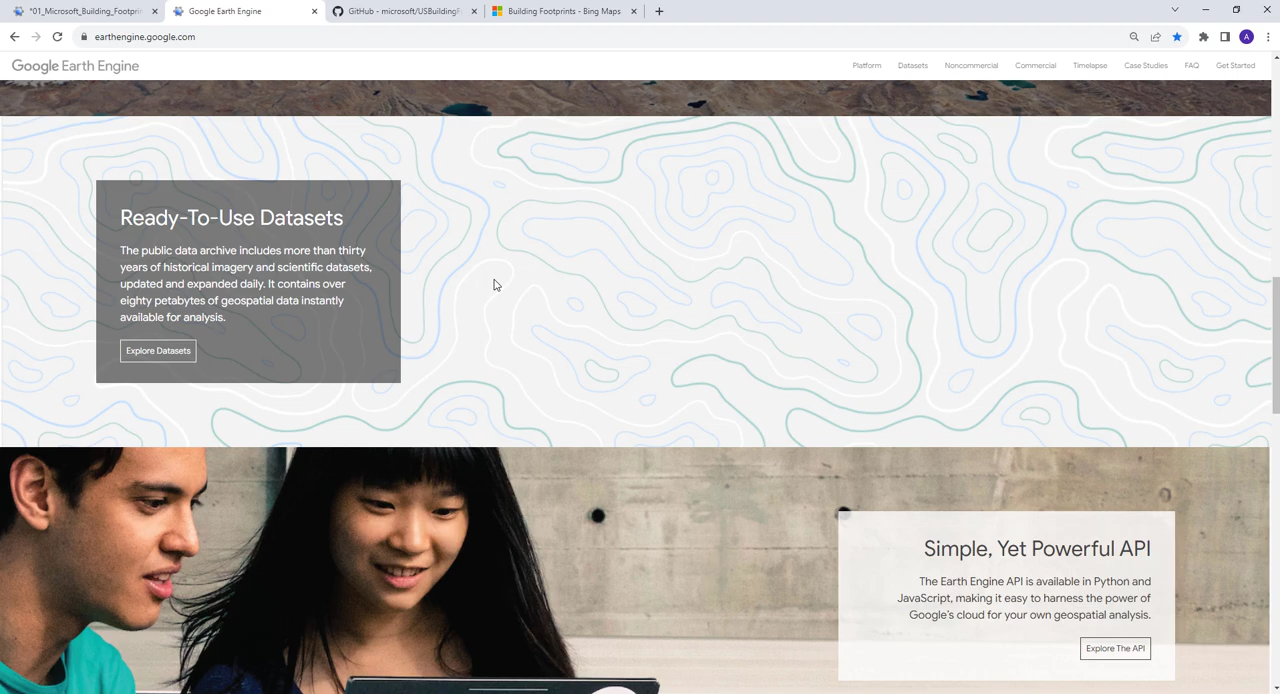 *01_Microsoft_Building_Footprin
Google Earth Engine
GitHub - microsoft/USBuildingFo
Building Footprints - Bing Maps
earthengine.google.com
A
Google Earth Engine
Platform
Datasets
Noncommercial
Commercial
Timelapse
Case Studies
FAQ
Get Started
Ready-To-Use Datasets
The public data archive includes more than thirty
years of historical imagery and scientific datasets,
updated and expanded daily. It contains over
eighty petabytes of geospatial data instantly
available for analysis.
Explore Datasets
Simple, Yet Powerful API
The Earth Engine API is available in Python and
JavaScript, making it easy to harness the power of
Google's cloud for your own geospatial analysis.
Explore The API